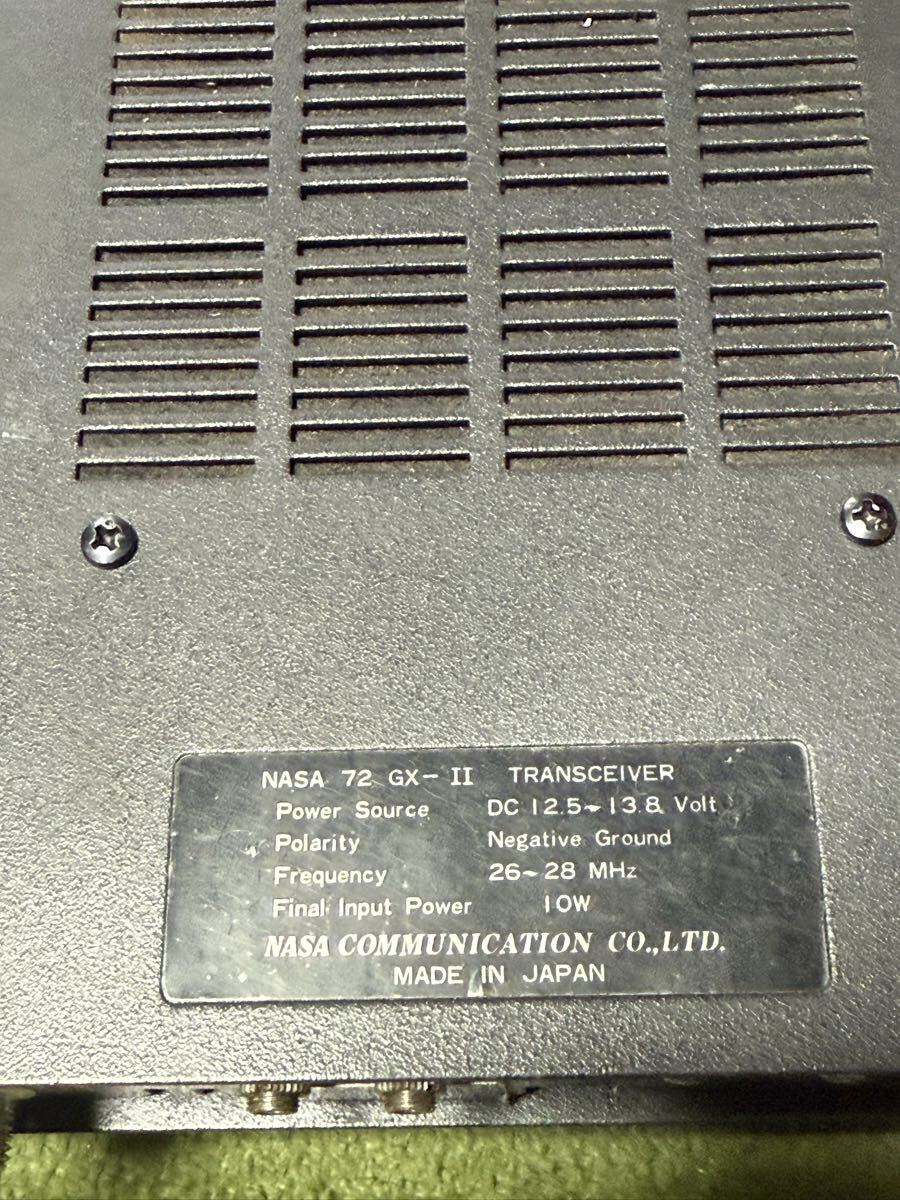 NASA 72 GX-II TRANSCEIVER
Power Source DC 12.5~13.8 Volt
Polarity Negative Ground
Frequency 26~28 MHz
Final Input Power 10W
NASA COMMUNICATION CO.,LTD.
MADE IN JAPAN